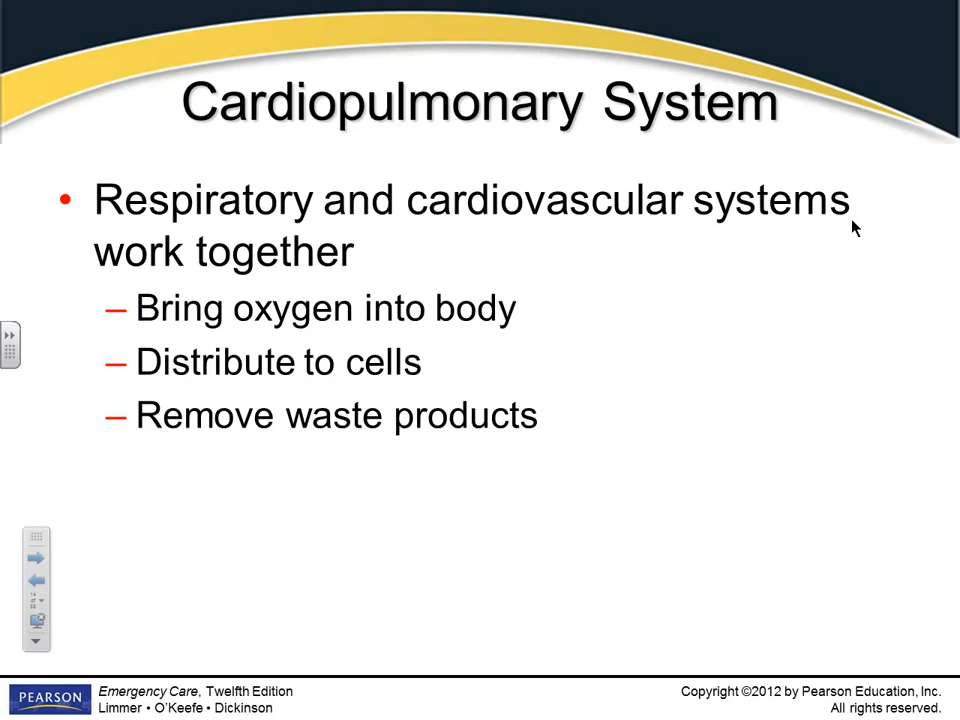 Cardiopulmonary System
• Respiratory and cardiovascular systems
work together
– Bring oxygen into body
– Distribute to cells
– Remove waste products
PEARSON
Emergency Care, Twelfth Edition
Limmer • O’Keefe • Dickinson
Copyright ©2012 by Pearson Education, Inc.
All rights reserved.